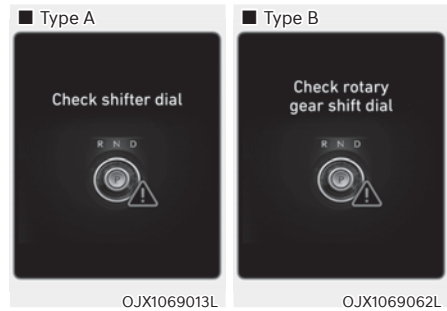 ■ Type A
Check shifter dial
R N D
P
OJX1069013L
■ Type B
Check rotary
gear shift dial
R N D
P
OJX1069062L